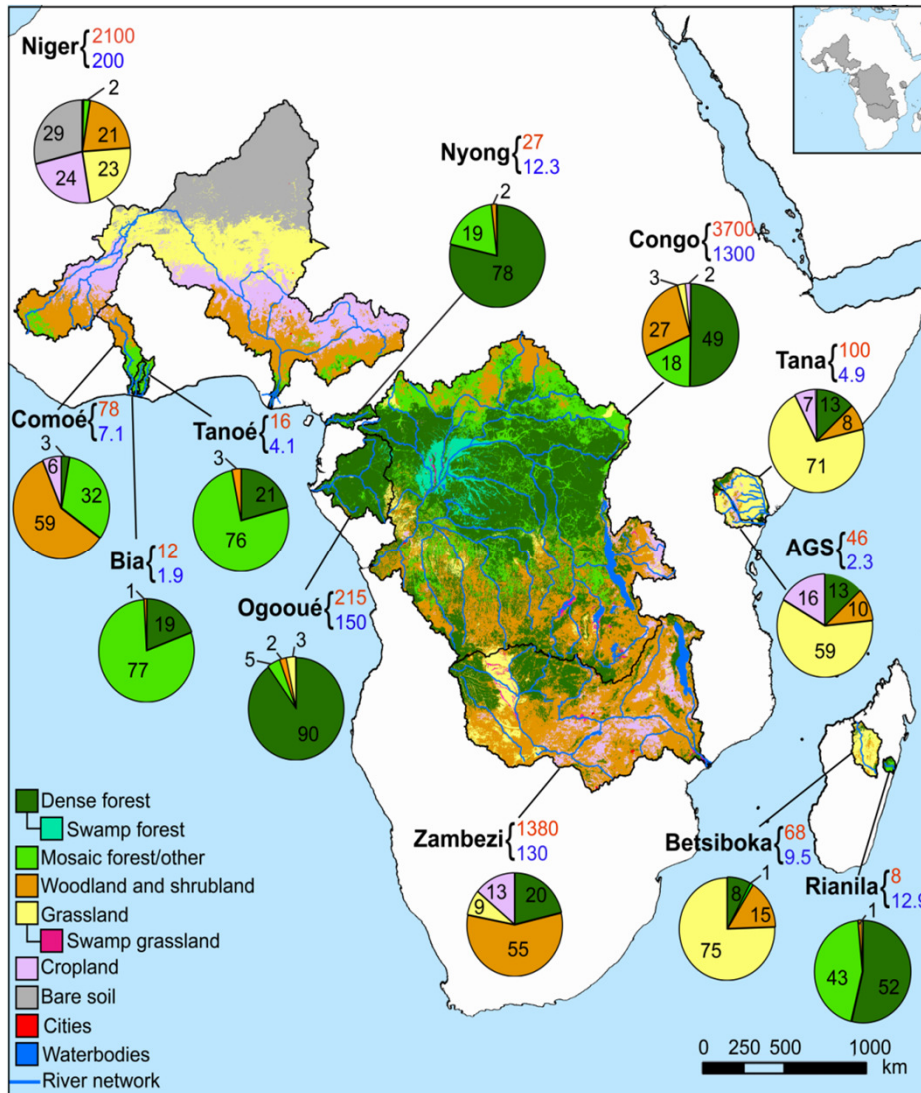 Niger { 2100
200
2
29
21
24
23
Nyong { 27
12.3
2
19
78
Congo { 3700
1300
3
2
27
49
18
Tana { 100
4.9
7
13
8
71
Comoé { 78
7.1
3
6
32
59
Tanoé { 16
4.1
3
21
76
AGS { 46
2.3
16
13
10
59
Bia { 12
1.9
1
19
77
Ogooué { 215
150
2
3
5
90
Zambezi { 1380
130
13
20
9
55
Betsiboka { 68
9.5
1
8
15
75
Rianila { 8
12.9
1
43
52
Dense forest
Swamp forest
Mosaic forest/other
Woodland and shrubland
Grassland
Swamp grassland
Cropland
Bare soil
Cities
Waterbodies
River network
0 250 500 1000
km